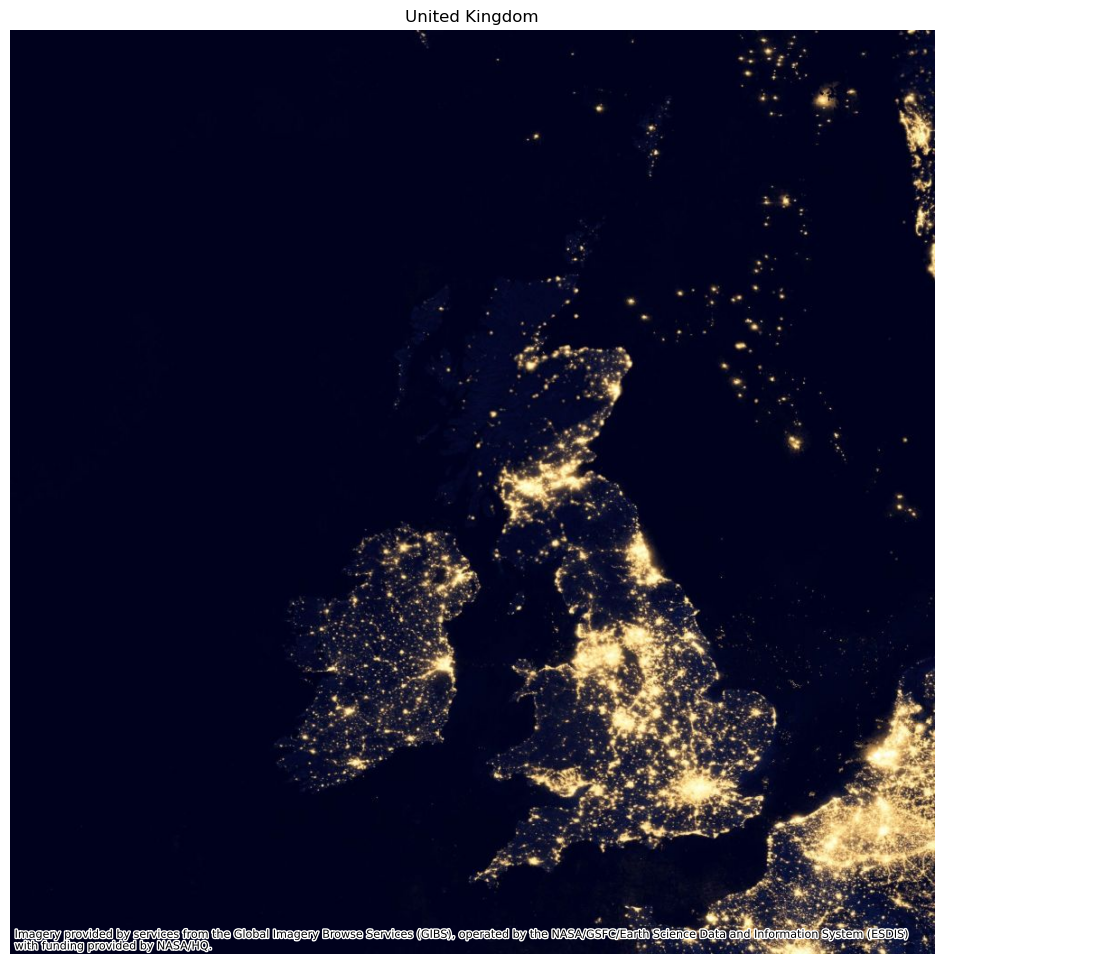 United Kingdom
Imagery provided by services from the Global Imagery Browse Services (GIBS), operated by the NASA/GSFC/Earth Science Data and Information System (ESDIS)
with funding provided by NASA/HQ.